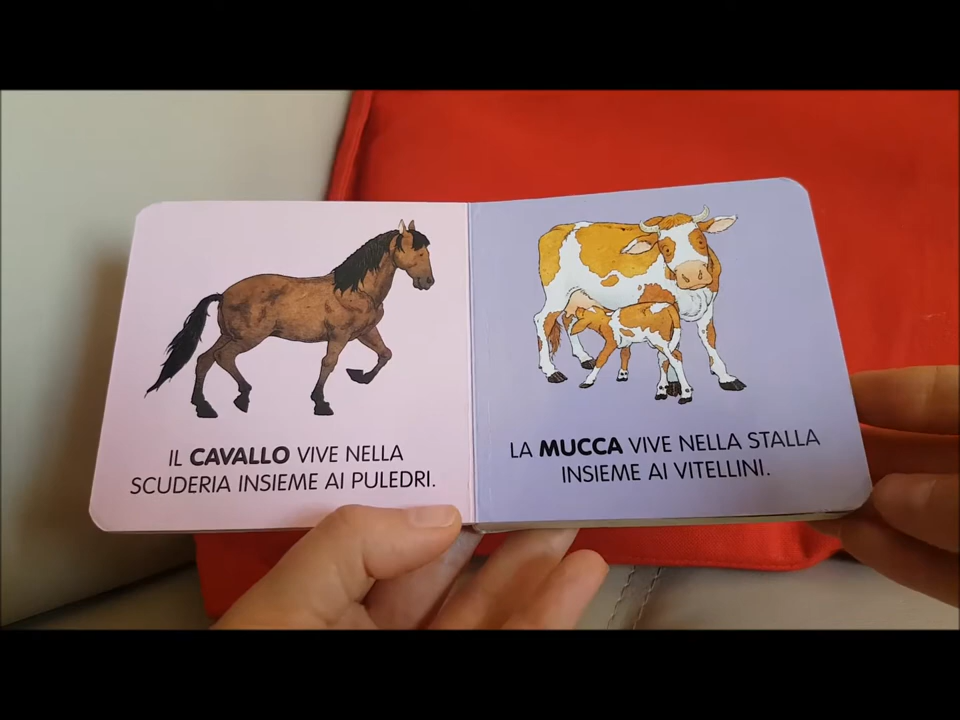 IL CAVALLO VIVE NELLA
SCUDERIA INSIEME AI PULEDRI.
LA MUCCA VIVE NELLA STALLA
INSIEME AI VITELLINI.